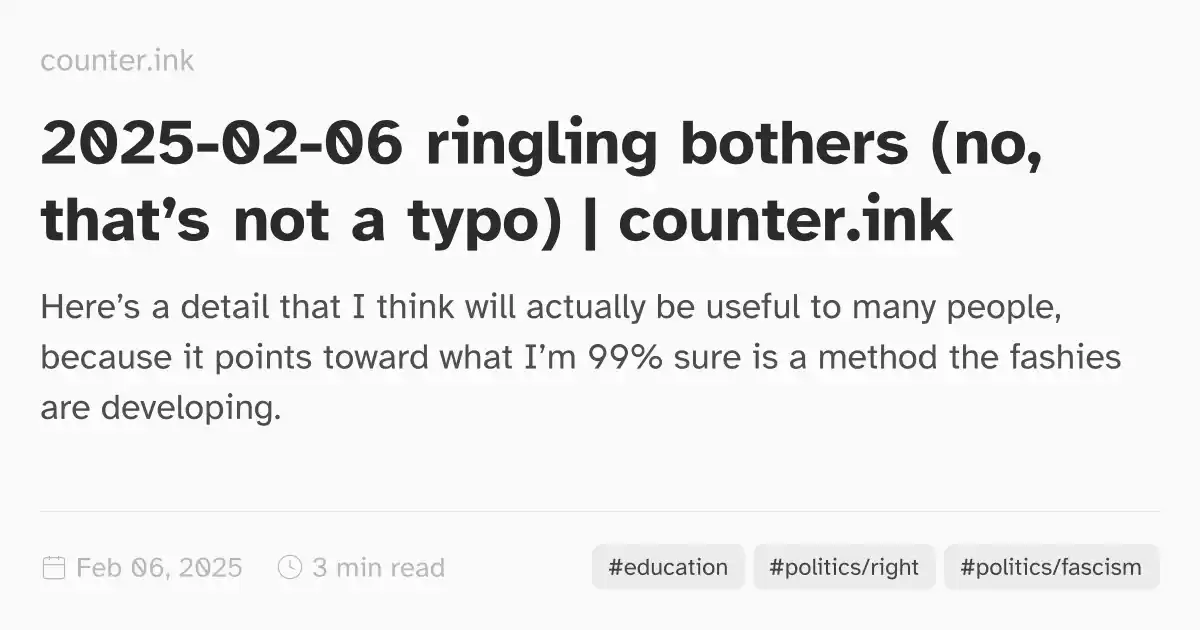 counter.ink
2025-02-06 ringling bothers (no,
that’s not a typo) | counter.ink
Here’s a detail that I think will actually be useful to many people,
because it points toward what I’m 99% sure is a method the fashies
are developing.
Feb 06, 2025 3 min read #education #politics/right #politics/fascism